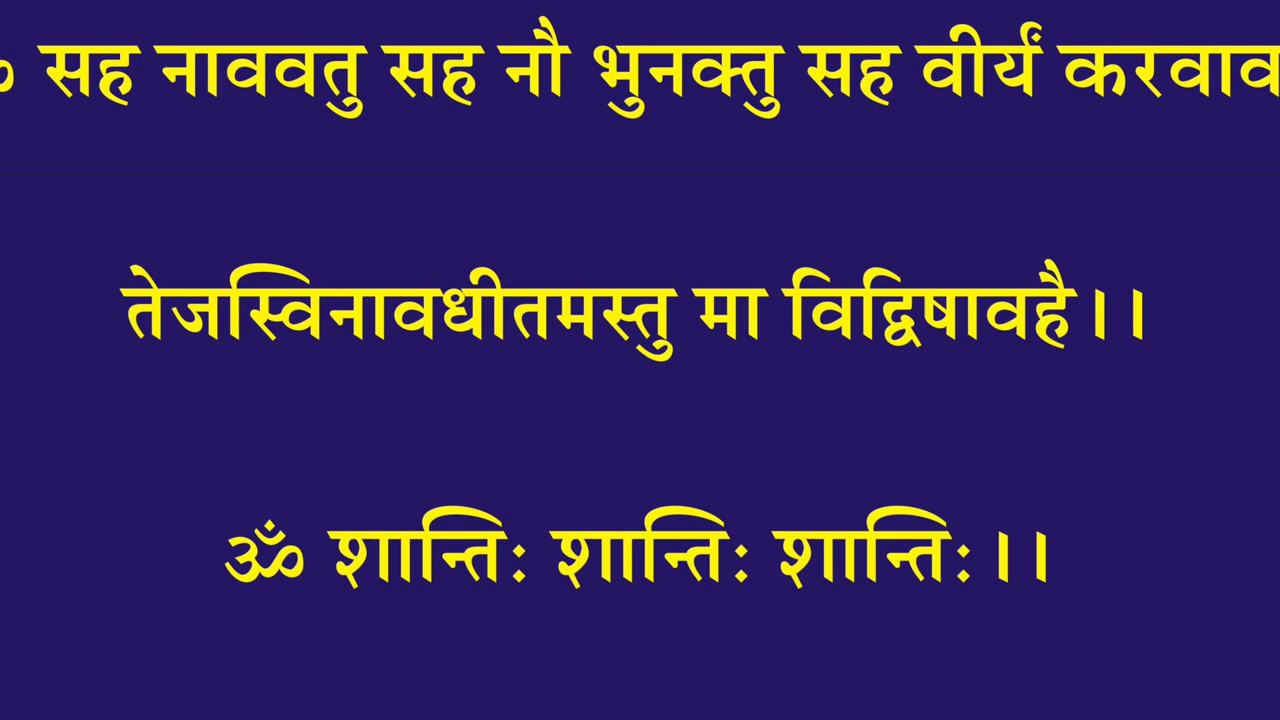 सह नाववतु सह नौ भुनक्तु सह वीर्यं करवाव
तेजस्विनावधीतमस्तु मा विद्विषावहै।।
ॐ शान्तिः शान्तिः शान्तिः।।